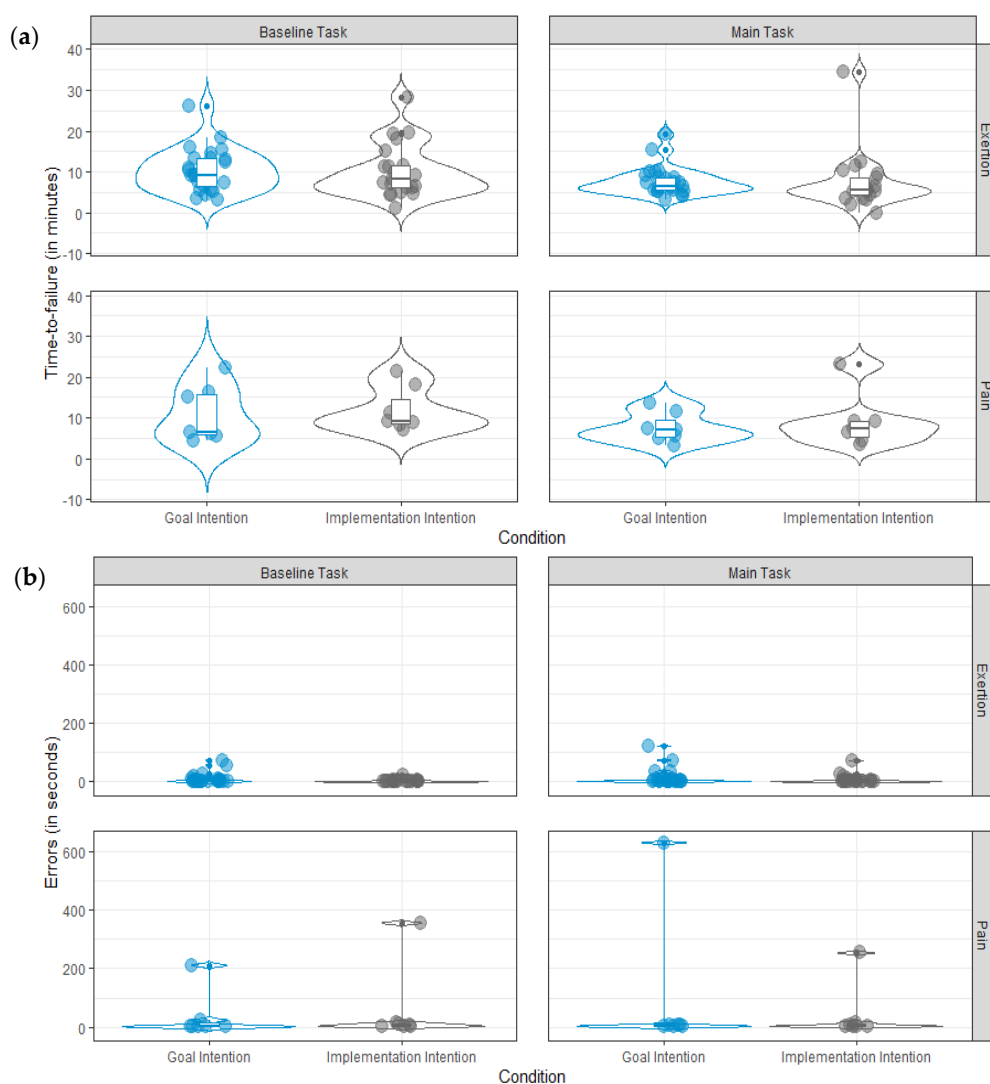 (a)
Baseline Task
Main Task
Time-to-failure (in minutes)
40
30
20
10
0
-10
Exertion
40
30
20
10
0
-10
Pain
Goal Intention
Implementation Intention
Goal Intention
Implementation Intention
Condition
(b)
Baseline Task
Main Task
Errors (in seconds)
600
400
200
0
Exertion
600
400
200
0
Pain
Goal Intention
Implementation Intention
Goal Intention
Implementation Intention
Condition